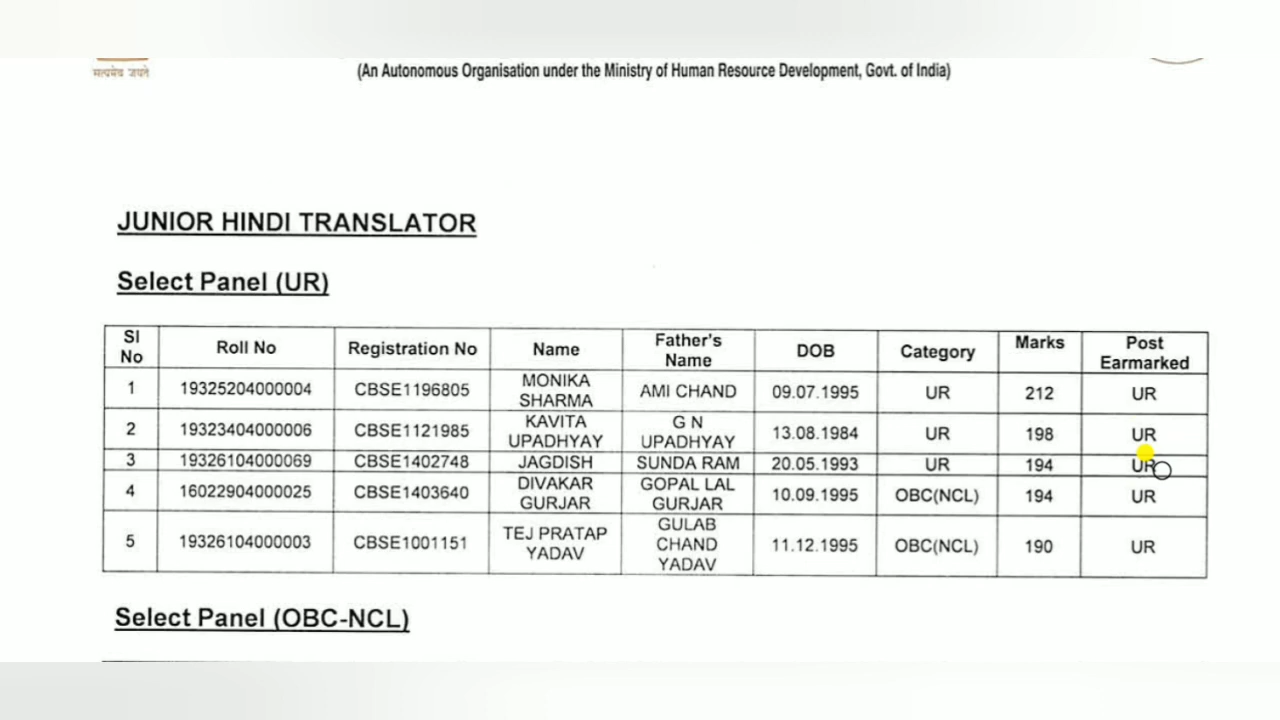 सत्यमेव जयते
(An Autonomous Organisation under the Ministry of Human Resource Development, Govt. of India)
JUNIOR HINDI TRANSLATOR
Select Panel (UR)
Sl No | Roll No | Registration No | Name | Father's Name | DOB | Category | Marks | Post Earmarked
1 | 19325204000004 | CBSE1196805 | MONIKA SHARMA | AMI CHAND | 09.07.1995 | UR | 212 | UR
2 | 19323404000006 | CBSE1121985 | KAVITA UPADHYAY | G N UPADHYAY | 13.08.1984 | UR | 198 | UR
3 | 19326104000069 | CBSE1402748 | JAGDISH | SUNDA RAM | 20.05.1993 | UR | 194 | UR
4 | 16022904000025 | CBSE1403640 | DIVAKAR GURJAR | GOPAL LAL GURJAR | 10.09.1995 | OBC(NCL) | 194 | UR
5 | 19326104000003 | CBSE1001151 | TEJ PRATAP YADAV | GULAB CHAND YADAV | 11.12.1995 | OBC(NCL) | 190 | UR
Select Panel (OBC-NCL)